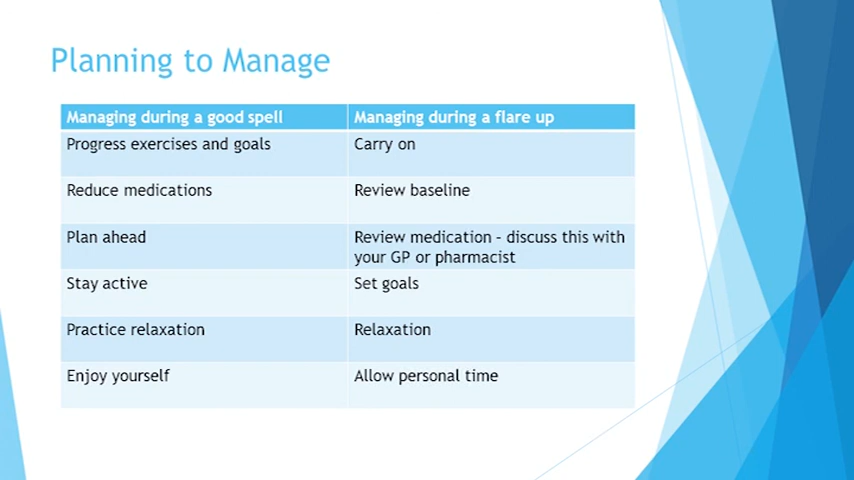 Planning to Manage
Managing during a good spell
Managing during a flare up
Progress exercises and goals
Carry on
Reduce medications
Review baseline
Plan ahead
Review medication – discuss this with
your GP or pharmacist
Stay active
Set goals
Practice relaxation
Relaxation
Enjoy yourself
Allow personal time